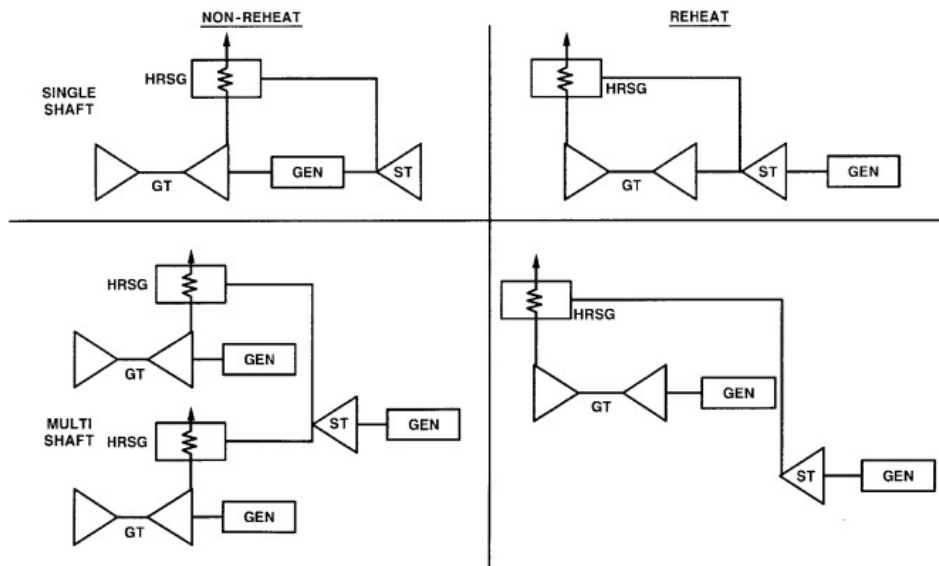 NON-REHEAT
REHEAT
SINGLE
SHAFT
HRSG
GT
GEN
ST
HRSG
GT
ST
GEN
MULTI
SHAFT
HRSG
GT
GEN
HRSG
GT
GEN
ST
GEN
HRSG
GT
GEN
ST
GEN